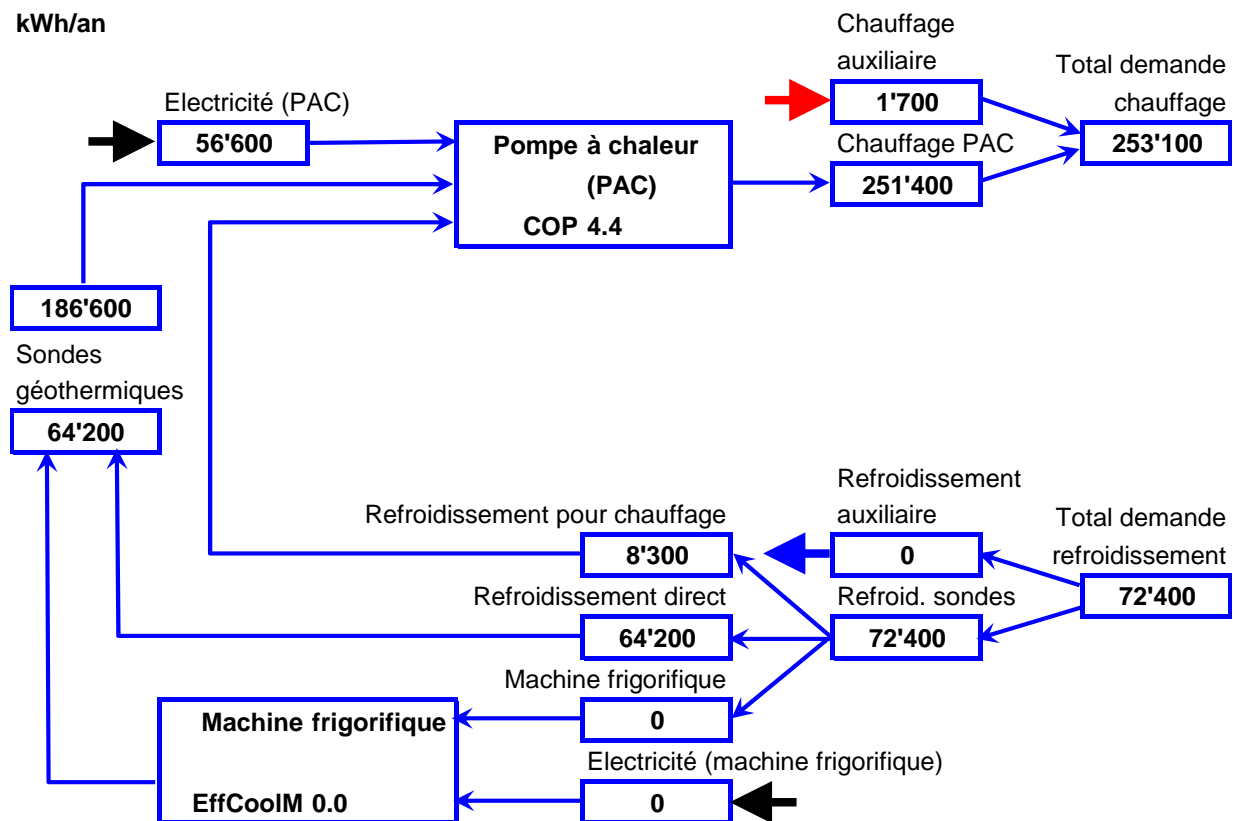 kWh/an
Chauffage
auxiliaire
Total demande
chauffage
Electricité (PAC)
1'700
56'600
Pompe à chaleur
(PAC)
COP 4.4
Chauffage PAC
253'100
251'400
186'600
Sondes
géothermiques
64'200
Refroidissement
auxiliaire
Refroidissement pour chauffage
Total demande
refroidissement
8'300
0
Refroidissement direct
Refroid. sondes
72'400
64'200
72'400
Machine frigorifique
Machine frigorifique
0
Electricité (machine frigorifique)
EffCoolM 0.0
0